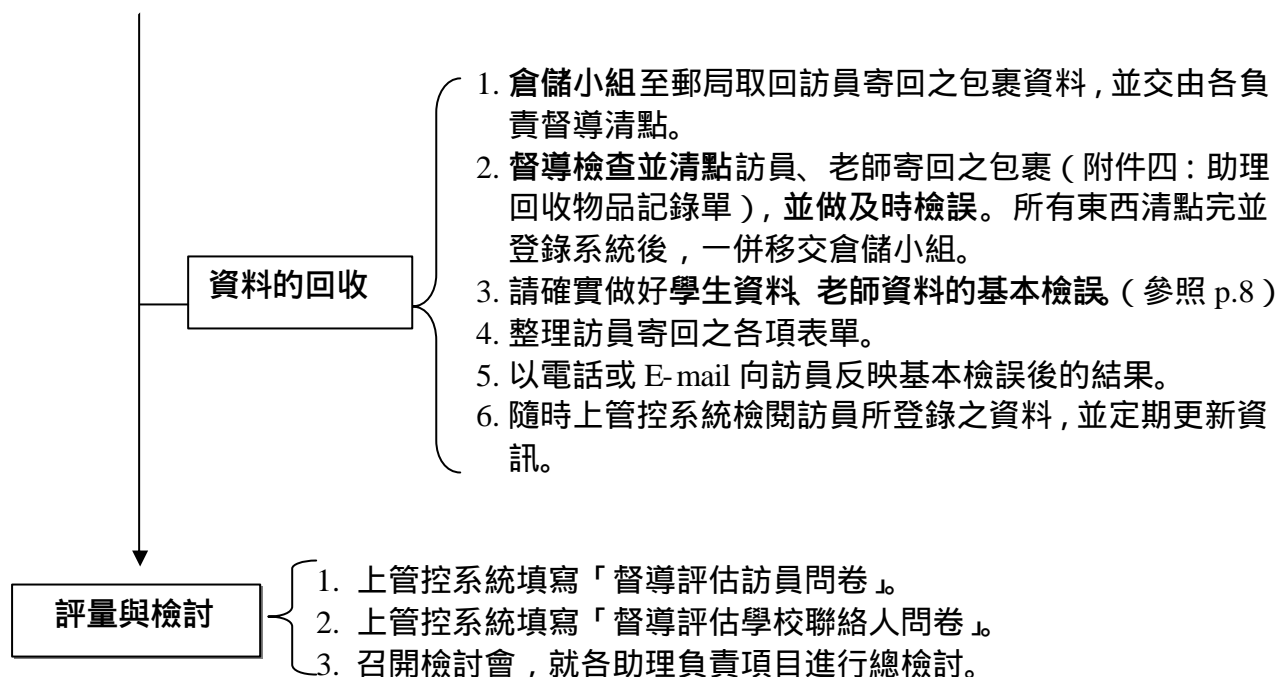 1. 倉儲小組至郵局取回訪員寄回之包裹資料，並交由各負
責督導清點。
2. 督導檢查並清點訪員、老師寄回之包裹（附件四：助理
回收物品記錄單），並做及時檢誤。所有東西清點完並
登錄系統後，一併移交倉儲小組。
資料的回收
3. 請確實做好學生資料、老師資料的基本檢誤。（參照 p.8）
4. 整理訪員寄回之各項表單。
5. 以電話或 E-mail 向訪員反映基本檢誤後的結果。
6. 隨時上管控系統檢閱訪員所登錄之資料，並定期更新資
訊。
評量與檢討
1. 上管控系統填寫「督導評估訪員問卷」。
2. 上管控系統填寫「督導評估學校聯絡人問卷」。
3. 召開檢討會，就各助理負責項目進行總檢討。